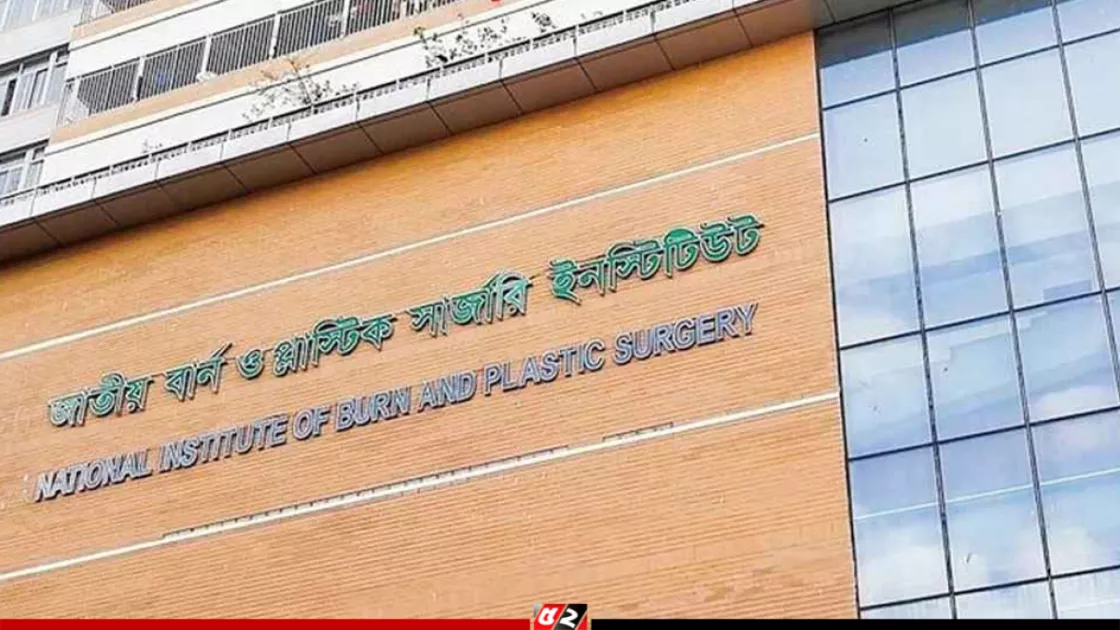 জাতীয় বার্ন ও প্লাস্টিক সার্জারি ইনস্টিটিউট
NATIONAL INSTITUTE OF BURN AND PLASTIC SURGERY